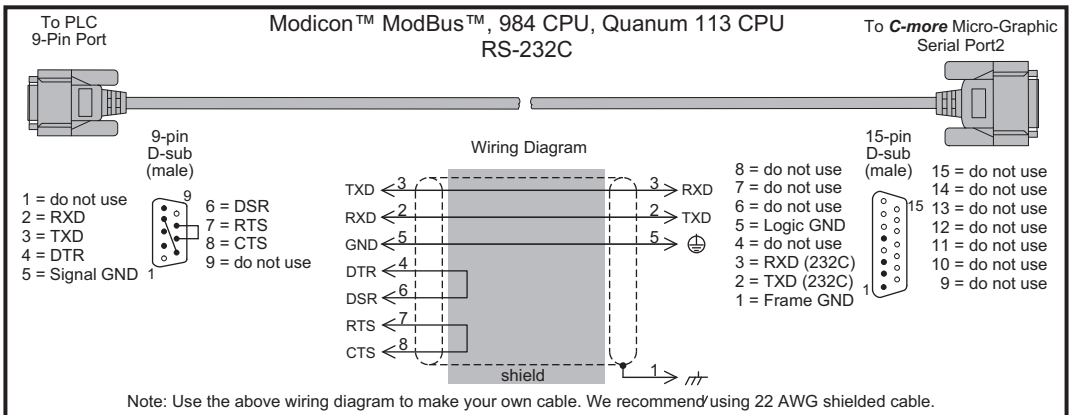 To PLC
9-Pin Port
Modicon™ ModBus™, 984 CPU, Quanum 113 CPU
RS-232C
To C-more Micro-Graphic
Serial Port2
9-pin
D-sub
(male)
9
1 = do not use
2 = RXD
3 = TXD
4 = DTR
5 = Signal GND
1
6 = DSR
7 = RTS
8 = CTS
9 = do not use
Wiring Diagram
TXD 3 3 RXD
RXD 2 2 TXD
GND 5 5
DTR 4
DSR 6
RTS 7
CTS 8
shield
1
15-pin
D-sub
(male)
8 = do not use
7 = do not use
6 = do not use
5 = Logic GND
4 = do not use
3 = RXD (232C)
2 = TXD (232C)
1 = Frame GND
15
1
15 = do not use
14 = do not use
13 = do not use
12 = do not use
11 = do not use
10 = do not use
9 = do not use
Note: Use the above wiring diagram to make your own cable. We recommend using 22 AWG shielded cable.